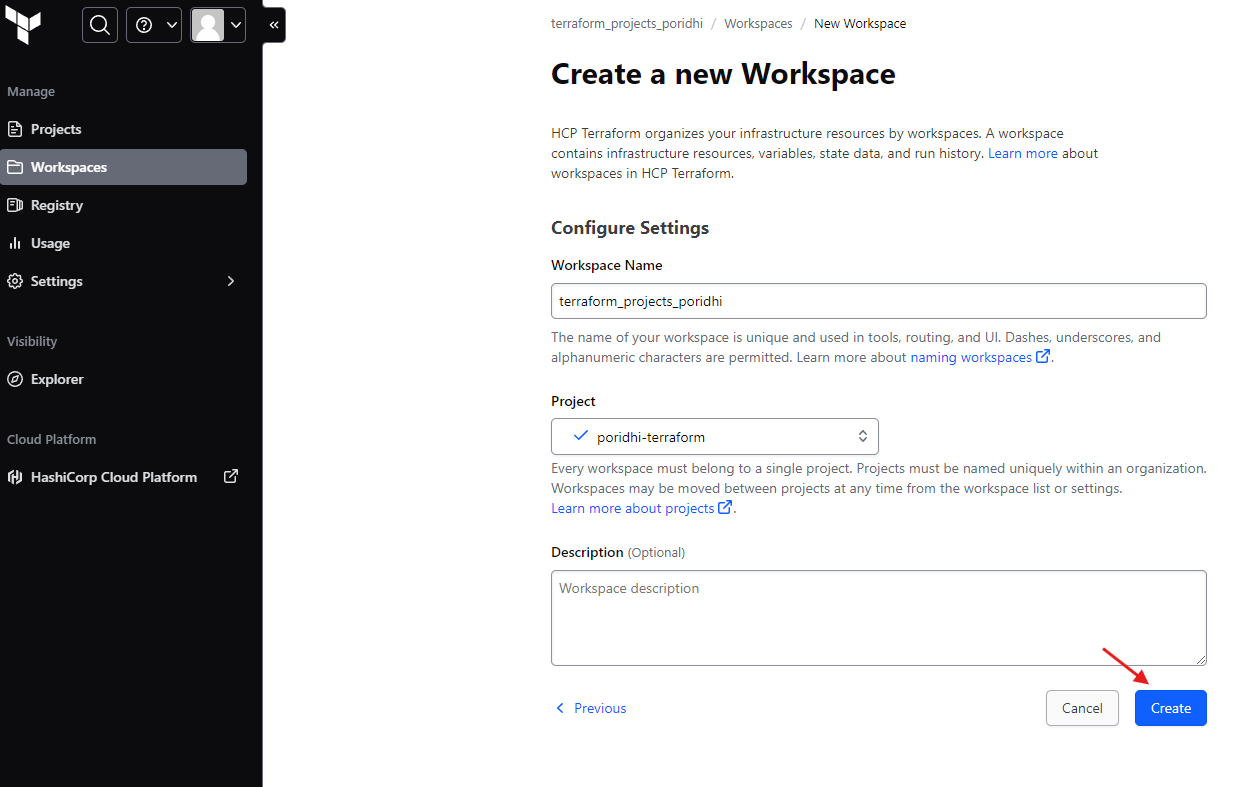 Manage
Projects
Workspaces
Registry
Usage
Settings
Visibility
Explorer
Cloud Platform
HashiCorp Cloud Platform
terraform_projects_poridhi / Workspaces / New Workspace
Create a new Workspace
HCP Terraform organizes your infrastructure resources by workspaces. A workspace
contains infrastructure resources, variables, state data, and run history. Learn more about
workspaces in HCP Terraform.
Configure Settings
Workspace Name
terraform_projects_poridhi
The name of your workspace is unique and used in tools, routing, and UI. Dashes, underscores, and
alphanumeric characters are permitted. Learn more about naming workspaces.
Project
poridhi-terraform
Every workspace must belong to a single project. Projects must be named uniquely within an organization.
Workspaces may be moved between projects at any time from the workspace list or settings.
Learn more about projects.
Description (Optional)
Workspace description
Previous
Cancel
Create